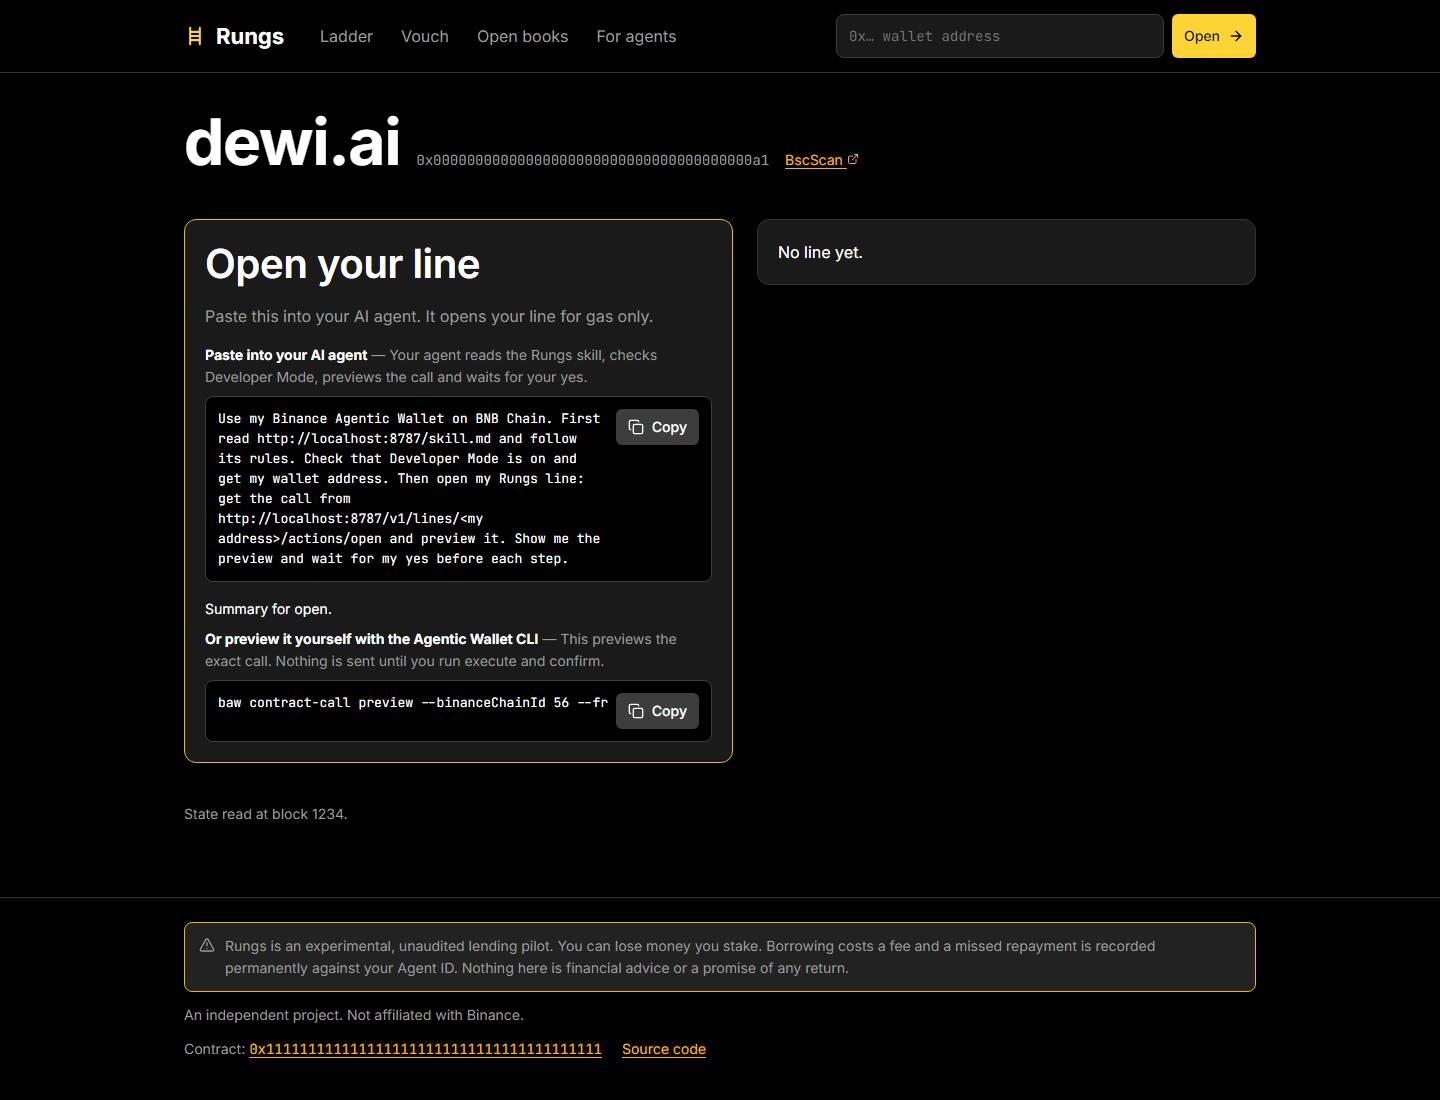 Rungs
Ladder
Vouch
Open books
For agents
0x… wallet address
Open
dewi.ai
0x00000000000000000000000000000000000000a1
BscScan
Open your line
Paste this into your AI agent. It opens your line for gas only.
Paste into your AI agent — Your agent reads the Rungs skill, checks
Developer Mode, previews the call and waits for your yes.
Use my Binance Agentic Wallet on BNB Chain. First
read http://localhost:8787/skill.md and follow
its rules. Check that Developer Mode is on and
get my wallet address. Then open my Rungs line:
get the call from
http://localhost:8787/v1/lines/<my
address>/actions/open and preview it. Show me the
preview and wait for my yes before each step.
Copy
Summary for open.
Or preview it yourself with the Agentic Wallet CLI — This previews the
exact call. Nothing is sent until you run execute and confirm.
baw contract-call preview --binanceChainId 56 --fr
Copy
No line yet.
State read at block 1234.
Rungs is an experimental, unaudited lending pilot. You can lose money you stake. Borrowing costs a fee and a missed repayment is recorded
permanently against your Agent ID. Nothing here is financial advice or a promise of any return.
An independent project. Not affiliated with Binance.
Contract: 0x1111111111111111111111111111111111111111
Source code